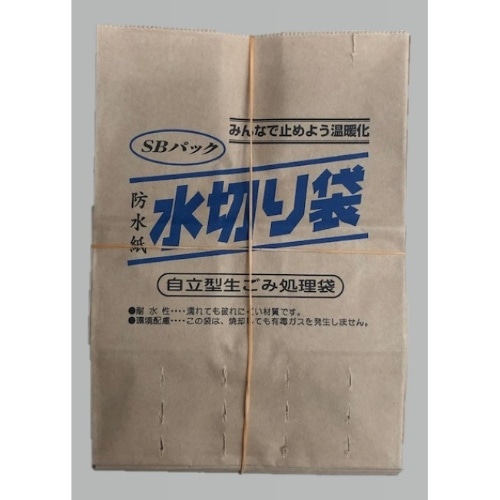 みんなで止めよう温暖化
SBパック
防水紙
水切り袋
自立型生ごみ処理袋
●耐水性‥‥濡れても破れにくい材質です。
●環境配慮‥‥この袋は、焼却しても有毒ガスを発生しません。